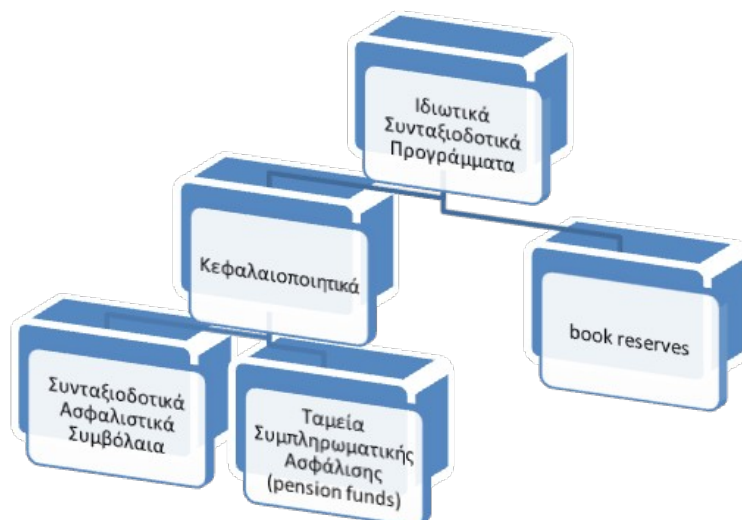 Ιδιωτικά
Συνταξιοδοτικά
Προγράμματα
Κεφαλαιοποιητικά
book reserves
Συνταξιοδοτικά
Ασφαλιστικά
Συμβόλαια
Ταμεία
Συμπληρωματικής
Ασφάλισης
(pension funds)